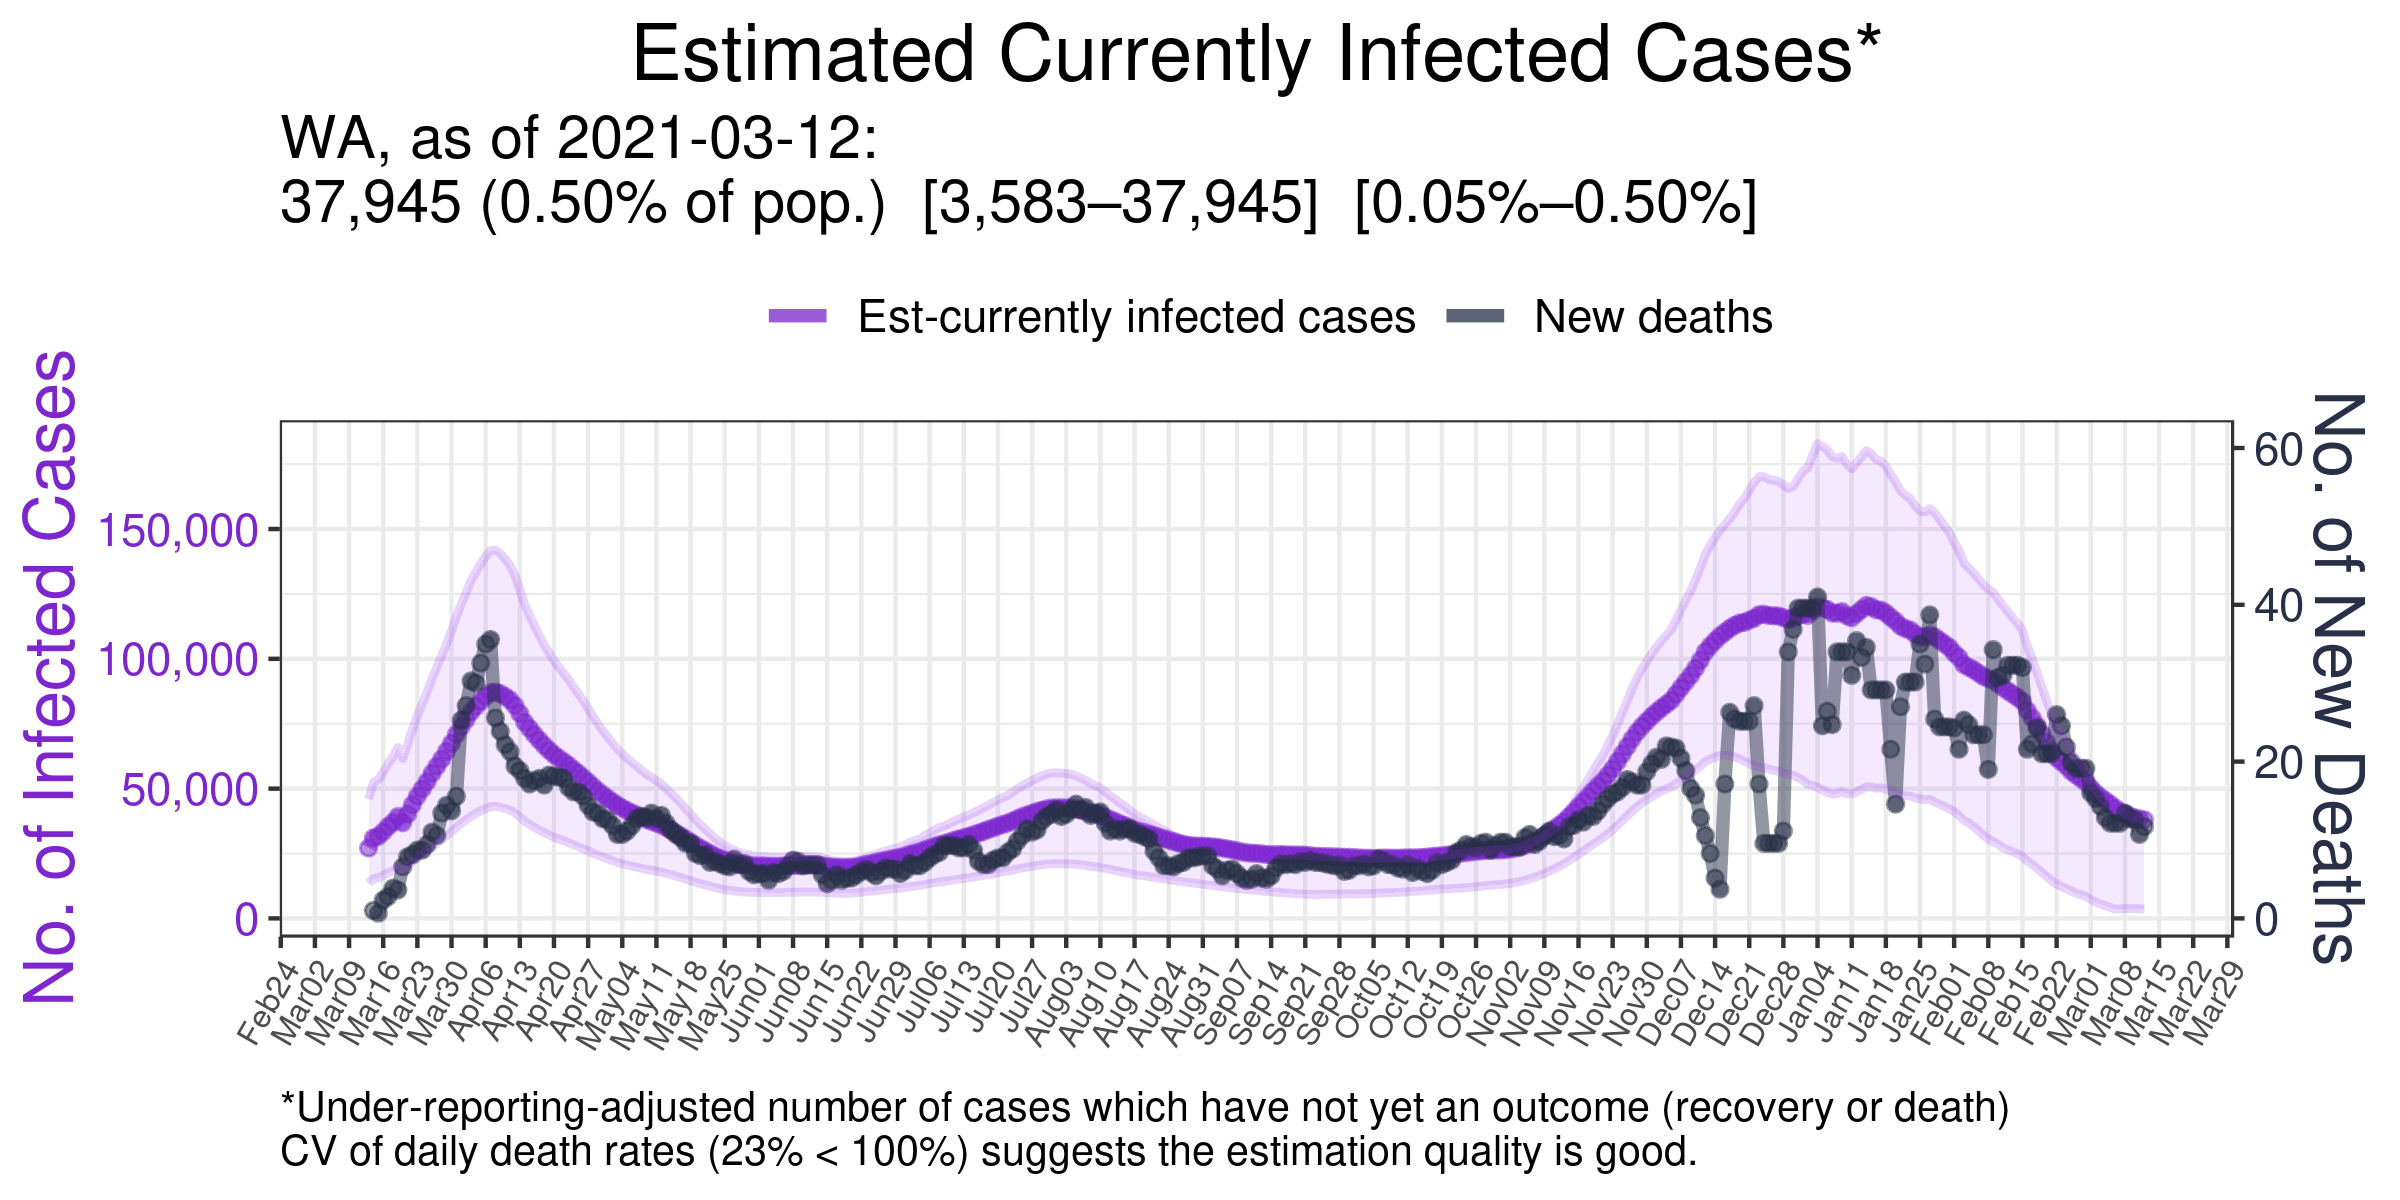 Estimated Currently Infected Cases*
WA, as of 2021-03-12:
37,945 (0.50% of pop.) [3,583–37,945] [0.05%–0.50%]
Est-currently infected cases
New deaths
No. of Infected Cases
150,000
100,000
50,000
0
60
40
20
0
No. of New Deaths
Feb24
Mar02
Mar09
Mar16
Mar23
Mar30
Apr06
Apr13
Apr20
Apr27
May04
May11
May18
May25
Jun01
Jun08
Jun15
Jun22
Jun29
Jul06
Jul13
Jul20
Jul27
Aug03
Aug10
Aug17
Aug24
Aug31
Sep07
Sep14
Sep21
Sep28
Oct05
Oct12
Oct19
Oct26
Nov02
Nov09
Nov16
Nov23
Nov30
Dec07
Dec14
Dec21
Dec28
Jan04
Jan11
Jan18
Jan25
Feb01
Feb08
Feb15
Feb22
Mar01
Mar08
Mar15
Mar22
Mar29
*Under-reporting-adjusted number of cases which have not yet an outcome (recovery or death)
CV of daily death rates (23% < 100%) suggests the estimation quality is good.